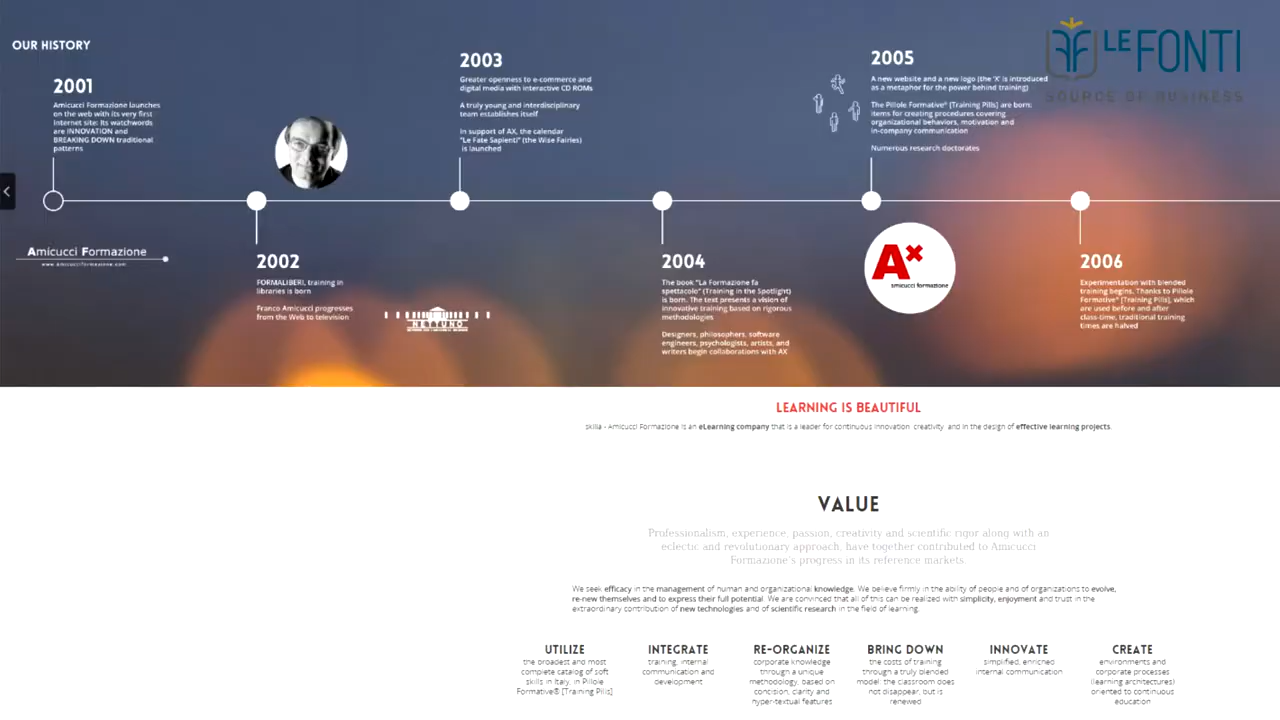 OUR HISTORY
LEFONTI
SOURCE OF BUSINESS
2001
Amicucci Formazione launches
on the web with its very first
Internet site: Its watchwords
are INNOVATION and
BREAKING DOWN traditional
patterns
2003
Greater openness to e-commerce and
digital media with interactive CD ROMs
A truly young and interdisciplinary
team establishes itself
In support of AX, the calendar
"Le Fate Sapienti" (the Wise Fairies)
is launched
2005
A new website and a new logo (the 'X' is introduced
as a metaphor for the power behind training)
The Pillole Formative® [Training Pills] are born:
items for creating procedures covering
organizational behaviors, motivation and
in-company communication
Numerous research doctorates
Amicucci Formazione
www.AmicucciFormazione.com
2002
FORMALIBERI, training in
libraries is born
Franco Amicucci progresses
from the Web to television
NETTUNO
2004
The book "La Formazione fa
spettacolo" (Training in the Spotlight)
is born. The text presents a vision of
innovative training based on rigorous
methodologies
Designers, philosophers, software
engineers, psychologists, artists, and
writers begin collaborations with AX
Ax
amicucci formazione
2006
Experimentation with blended
training begins. Thanks to Pillole
Formative® [Training Pills], which
are used before and after
class-time, traditional training
times are halved
LEARNING IS BEAUTIFUL
skilla - Amicucci Formazione is an eLearning company that is a leader for continuous innovation, creativity, and in the design of effective learning projects.
VALUE
Professionalism, experience, passion, creativity and scientific rigor along with an
eclectic and revolutionary approach, have together contributed to Amicucci
Formazione's progress in its reference markets.
We seek efficacy in the management of human and organizational knowledge. We believe firmly in the ability of people and of organizations to evolve,
re-new themselves and to express their full potential. We are convinced that all of this can be realized with simplicity, enjoyment and trust in the
extraordinary contribution of new technologies and of scientific research in the field of learning.
UTILIZE
the broadest and most
complete catalog of soft
skills in Italy, in Pillole
Formative® [Training Pills]
INTEGRATE
training, internal
communication and
development
RE-ORGANIZE
corporate knowledge
through a unique
methodology, based on
concision, clarity and
hyper-textual features
BRING DOWN
the costs of training
through a truly blended
model: the classroom does
not disappear, but is
renewed
INNOVATE
simplified, enriched
internal communication
CREATE
environments and
corporate processes
(learning architectures)
oriented to continuous
education